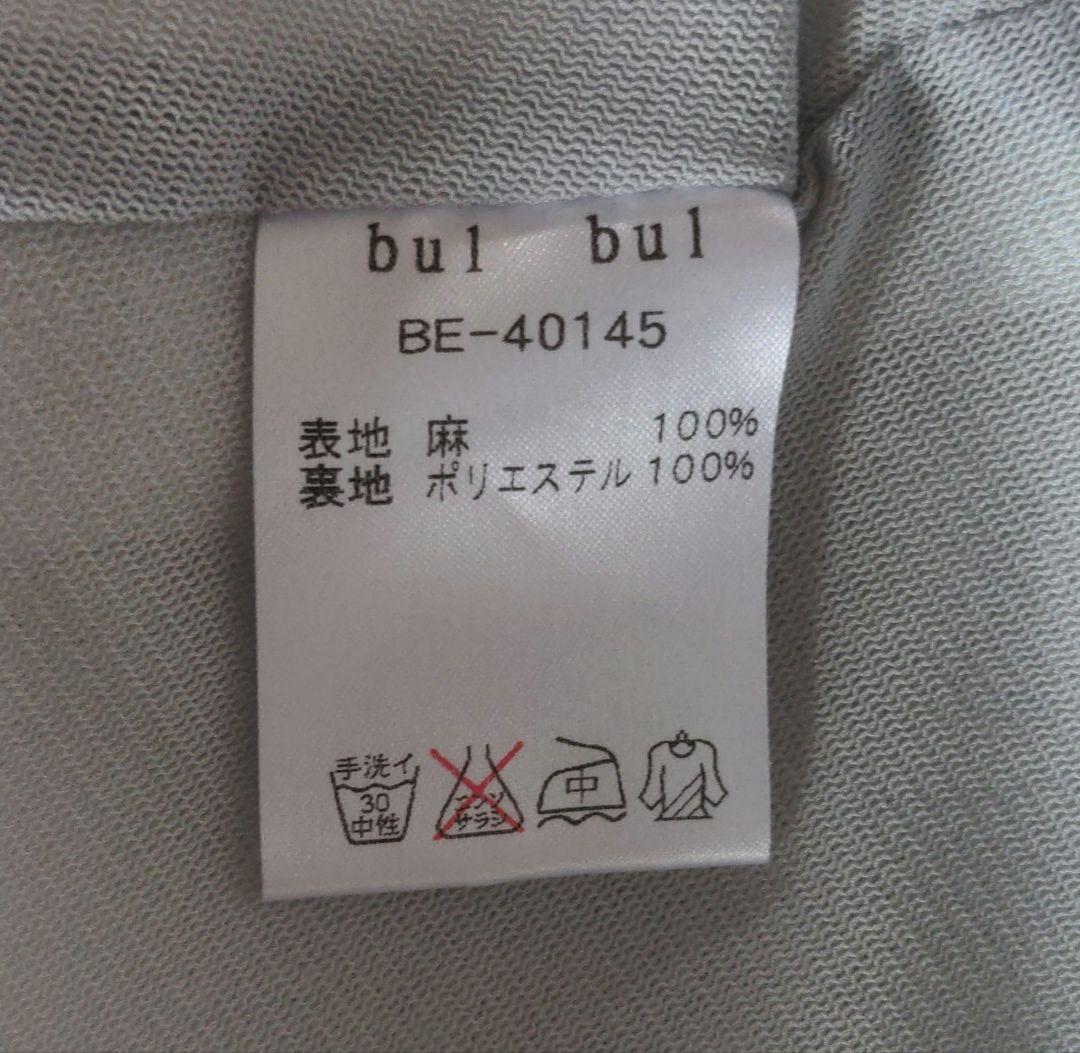 bul bul
BE-40145
表地 麻 100%
裏地 ポリエステル 100%
手洗イ
30
中性
エンソ
サラシ
中